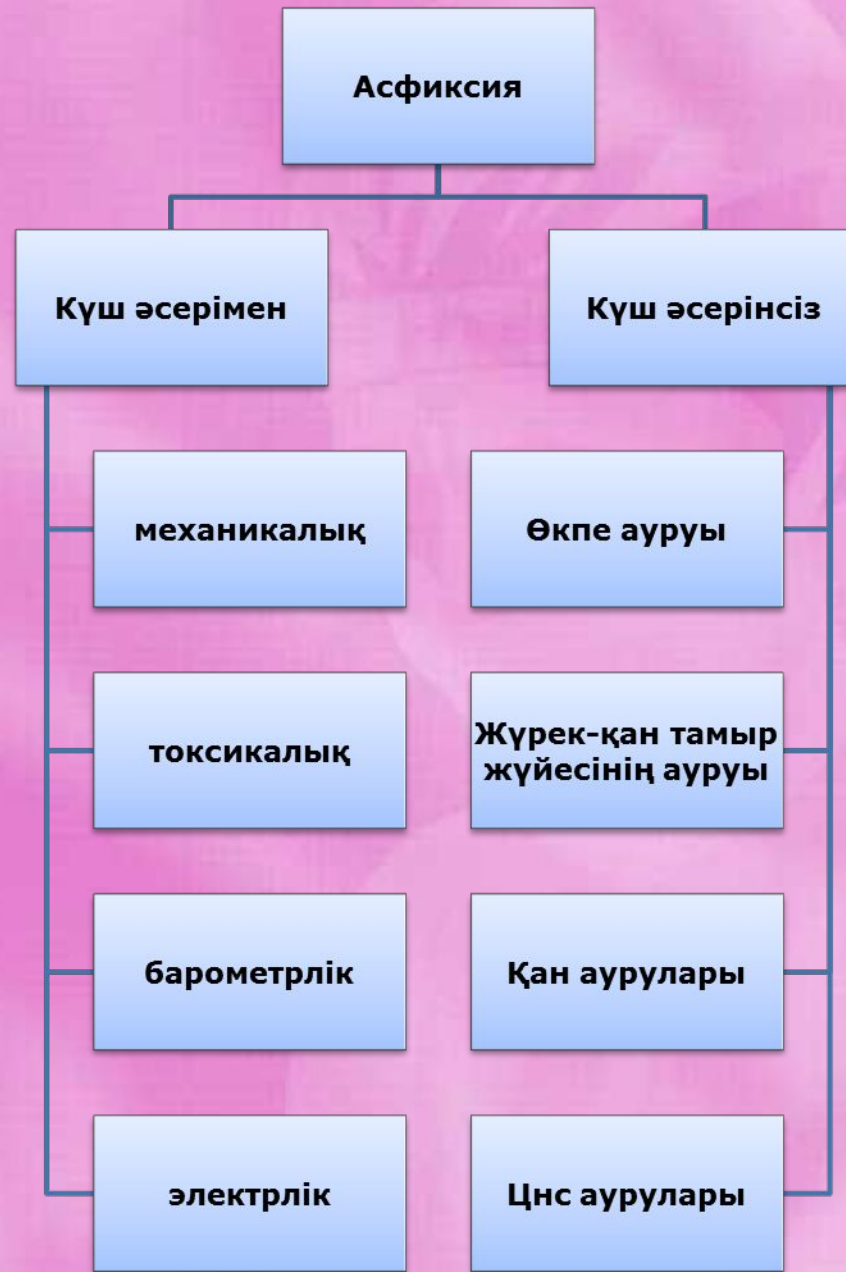 Асфиксия
Күш әсерімен
Күш әсерінсіз
механикалық
Өкпе ауруы
токсикалық
Жүрек-қан тамыр
жүйесінің ауруы
барометрлік
Қан аурулары
электрлік
Цнс аурулары